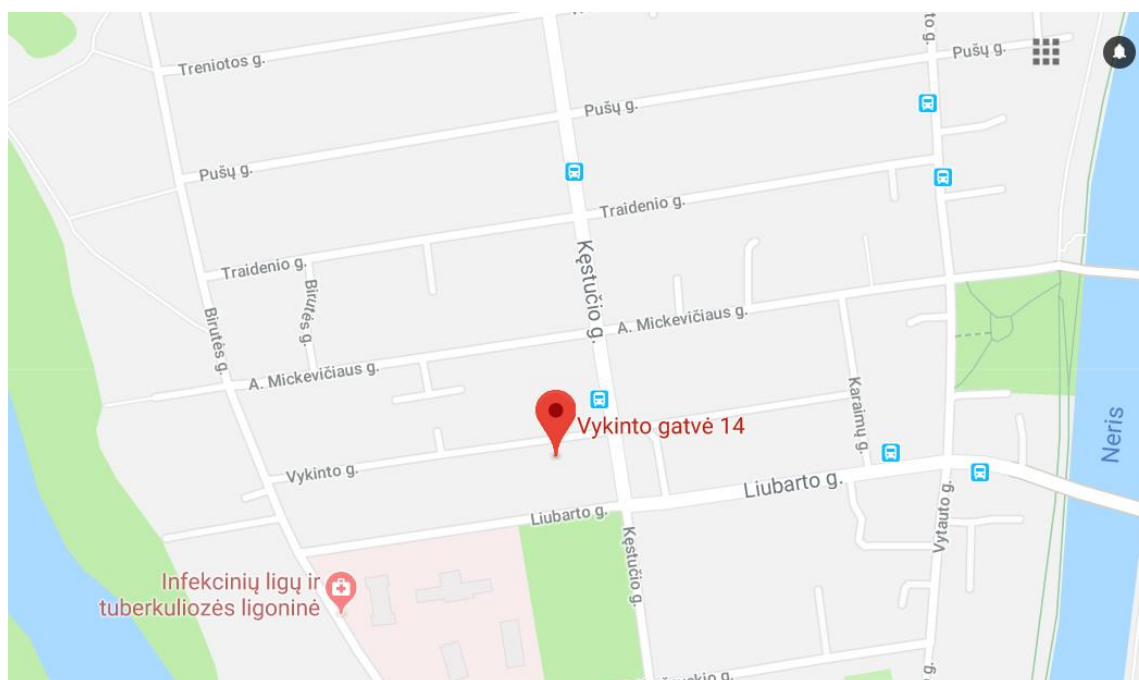 Treniotos g.
Pušų g.
Pušų g.
Pušų g.
Traidenio g.
Traidenio g.
Kęstučio g.
Birutės g.
Birutės g.
A. Mickevičiaus g.
A. Mickevičiaus g.
Karaimų g.
Vykinto gatvė 14
Neris
Vykinto g.
Liubarto g.
Liubarto g.
Vytauto g.
Kęstučio g.
Infekcinių ligų ir
tuberkuliozės ligoninė